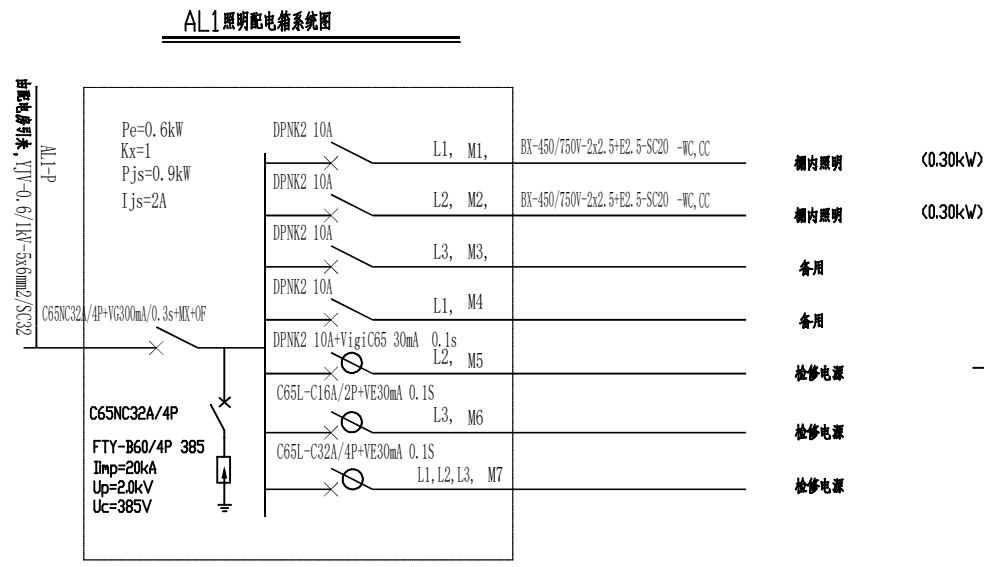 AL1照明配电箱系统图
由配电房引来, YJV-0.6/1kV-5x6mm2/SC32
AL1-P
Pe=0.6kW
Kx=1
Pjs=0.9kW
Ijs=2A
C65NC32A/4P+VG300mA/0.3s+MX+OF
C65NC32A/4P
FTY-B60/4P 385
Iimp=20kA
Up=2.0kV
Uc=385V
DPNK2 10A
L1, M1, BX-450/750V-2x2.5+E2.5-SC20 -WC,CC 棚内照明 (0.30kW)
DPNK2 10A
L2, M2, BX-450/750V-2x2.5+E2.5-SC20 -WC,CC 棚内照明 (0.30kW)
DPNK2 10A
L3, M3, 备用
DPNK2 10A
L1, M4 备用
DPNK2 10A+VigiC65 30mA 0.1s
L2, M5 检修电源
C65L-C16A/2P+VE30mA 0.1S
L3, M6 检修电源
C65L-C32A/4P+VE30mA 0.1S
L1,L2,L3, M7 检修电源